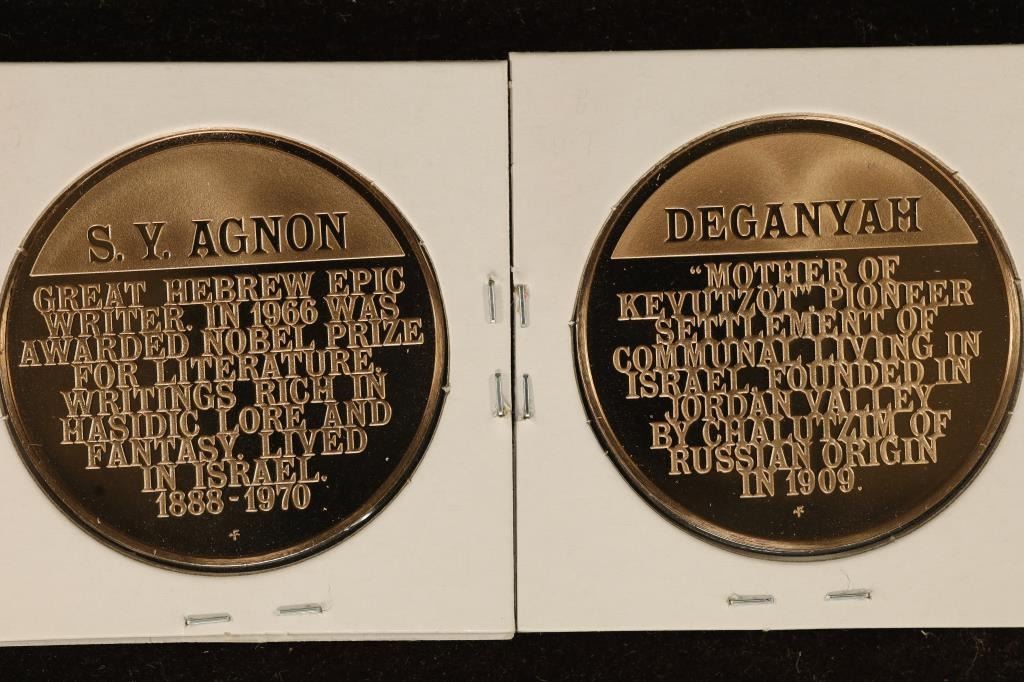 S. Y. AGNON
GREAT HEBREW EPIC
WRITER. IN 1966 WAS
AWARDED NOBEL PRIZE
FOR LITERATURE.
WRITINGS RICH IN
HASIDIC LORE AND
FANTASY. LIVED
IN ISRAEL.
1888-1970
DEGANYAH
"MOTHER OF
KEVUTZOT" PIONEER
SETTLEMENT OF
COMMUNAL LIVING IN
ISRAEL. FOUNDED IN
JORDAN VALLEY
BY CHALUTZIM OF
RUSSIAN ORIGIN
IN 1909.